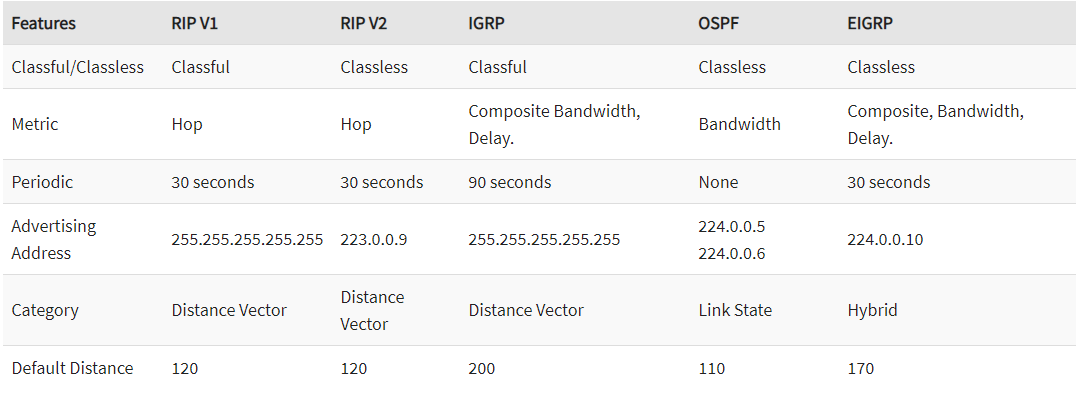 Features RIP V1 RIP V2 IGRP OSPF EIGRP
Classful/Classless Classful Classless Classful Classless Classless
Metric Hop Hop Composite Bandwidth, Delay. Bandwidth Composite, Bandwidth, Delay.
Periodic 30 seconds 30 seconds 90 seconds None 30 seconds
Advertising Address 255.255.255.255.255 223.0.0.9 255.255.255.255.255 224.0.0.5 224.0.0.6 224.0.0.10
Category Distance Vector Distance Vector Distance Vector Link State Hybrid
Default Distance 120 120 200 110 170